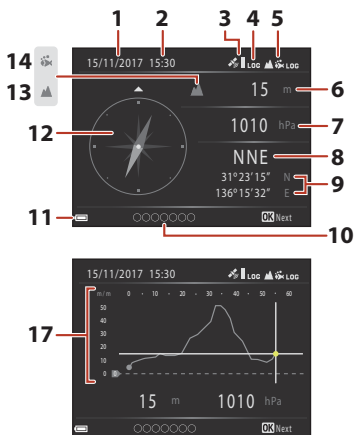 1 2 3 4 5
14 15/11/2017 15:30 LOG LOG
13 15 m 6
1010 hPa 7
12 NNE 8
31°23'15" N 9
136°15'32" E
11 OK Next
10
15/11/2017 15:30 LOG LOG
m/m 0 · 10 · 20 · 30 · 40 · 50 · 60
17
50
40
30
20
10
0 0
15 m 1010 hPa
OK Next